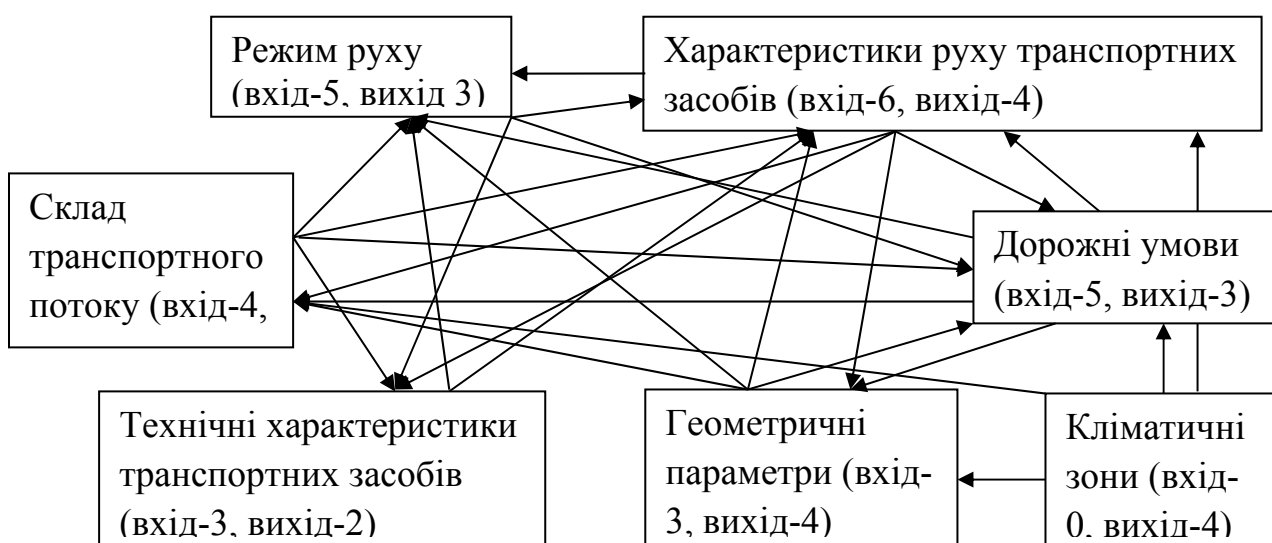 Режим руху
(вхід-5, вихід 3)
Характеристики руху транспортних
засобів (вхід-6, вихід-4)
Склад
транспортного
потоку (вхід-4,
Дорожні умови
(вхід-5, вихід-3)
Технічні характеристики
транспортних засобів
(вхід-3, вихід-2)
Геометричні
параметри (вхід-
3, вихід-4)
Кліматичні
зони (вхід-
0, вихід-4)